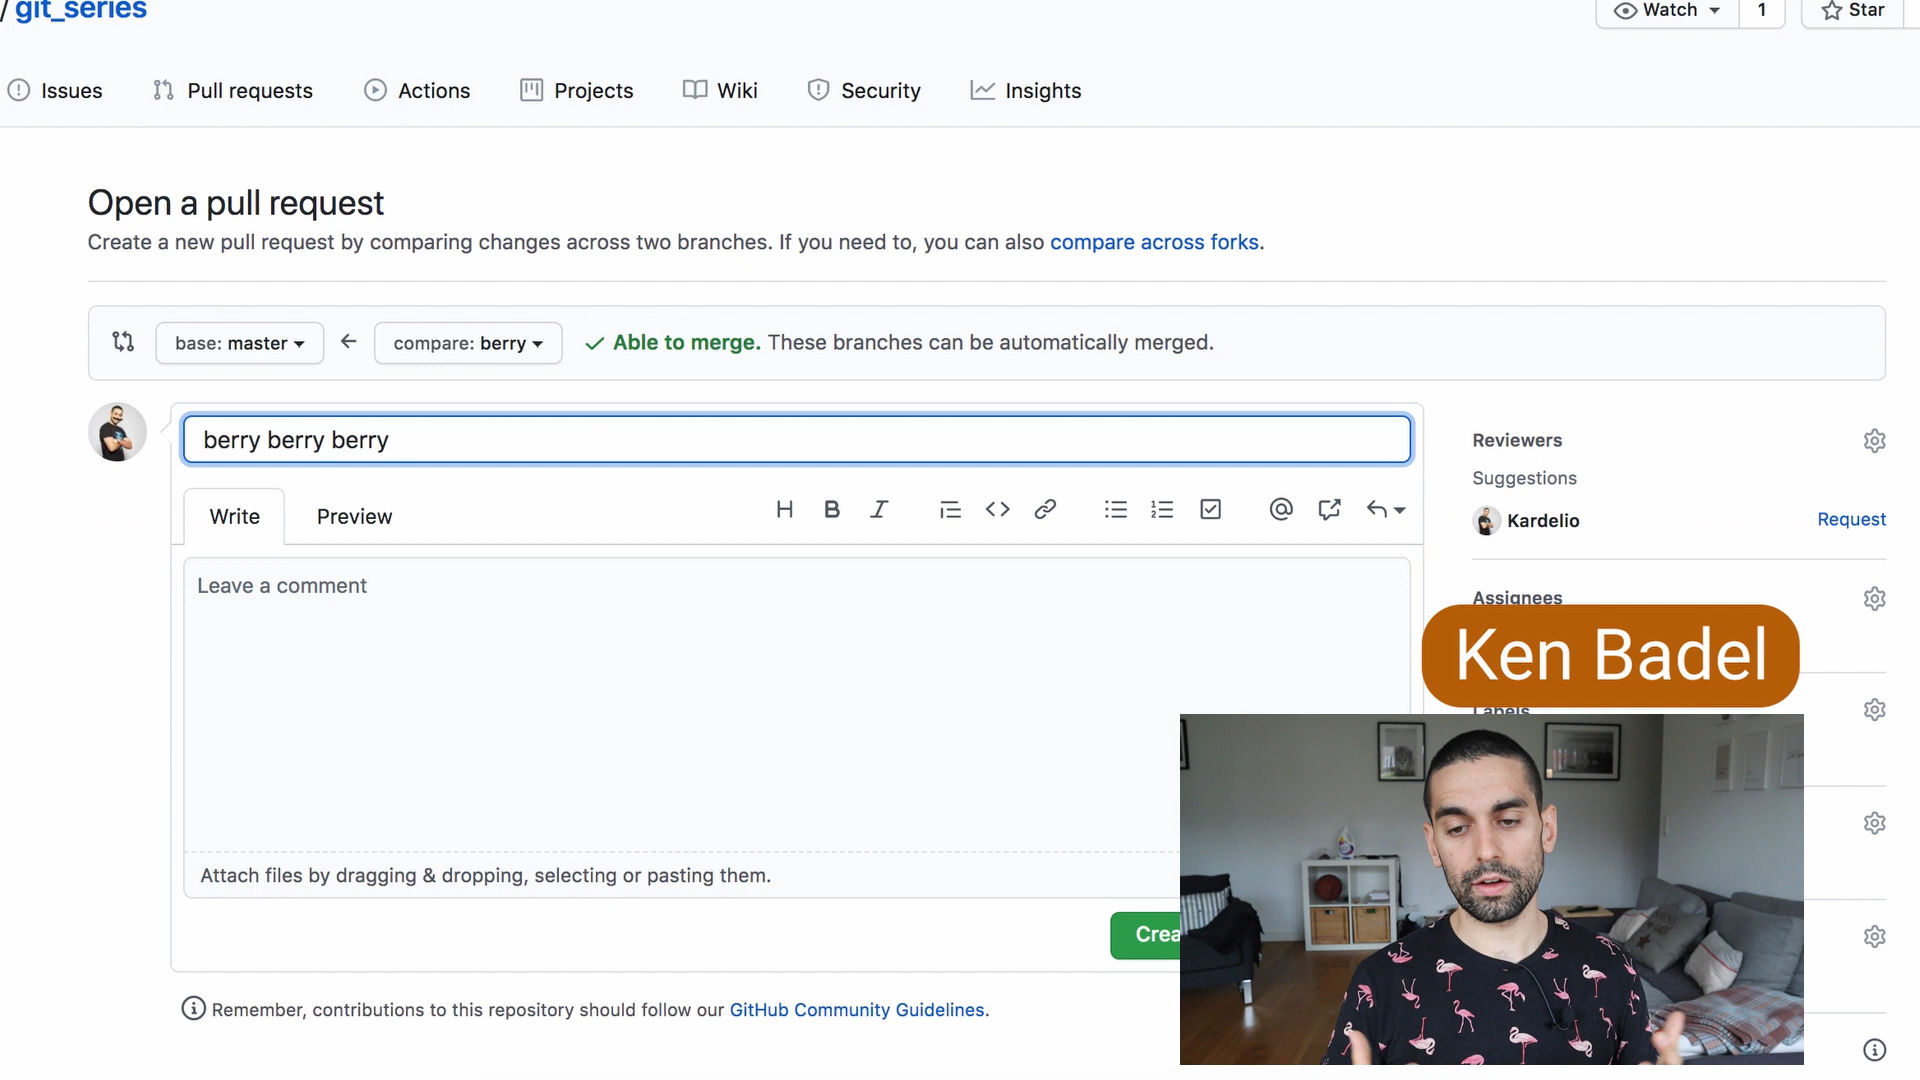 / git_series
Watch
1
Star
Issues
Pull requests
Actions
Projects
Wiki
Security
Insights
Open a pull request
Create a new pull request by comparing changes across two branches. If you need to, you can also compare across forks.
base: master
compare: berry
Able to merge. These branches can be automatically merged.
berry berry berry
Reviewers
Suggestions
Kardelio
Request
Write
Preview
H B I
Leave a comment
Assignees
Ken Badel
Labels
Attach files by dragging & dropping, selecting or pasting them.
Crea
Remember, contributions to this repository should follow our GitHub Community Guidelines.